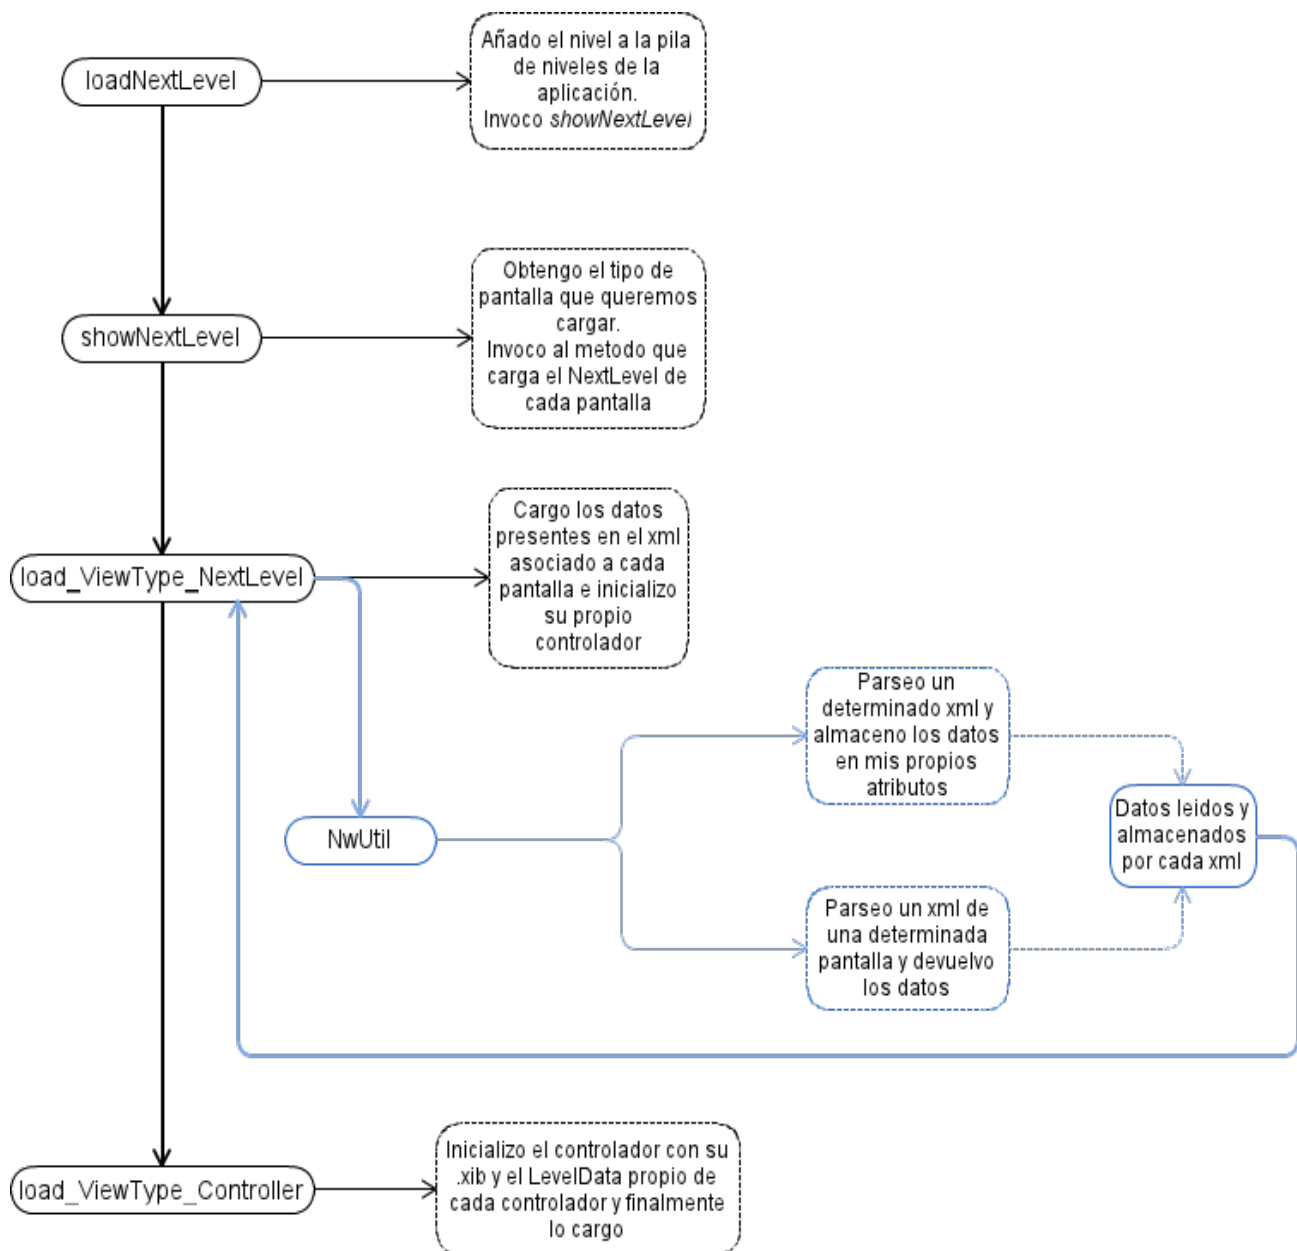 loadNextLevel
Añado el nivel a la pila
de niveles de la
aplicación.
Invoco showNextLevel
showNextLevel
Obtengo el tipo de
pantalla que queremos
cargar.
Invoco al metodo que
carga el NextLevel de
cada pantalla
load_ViewType_NextLevel
Cargo los datos
presentes en el xml
asociado a cada
pantalla e inicializo
su propio
controlador
NwUtil
Parseo un
determinado xml y
almaceno los datos
en mis propios
atributos
Datos leidos y
almacenados
por cada xml
Parseo un xml de
una determinada
pantalla y devuelvo
los datos
load_ViewType_Controller
Inicializo el controlador con su
.xib y el LevelData propio de
cada controlador y finalmente
lo cargo